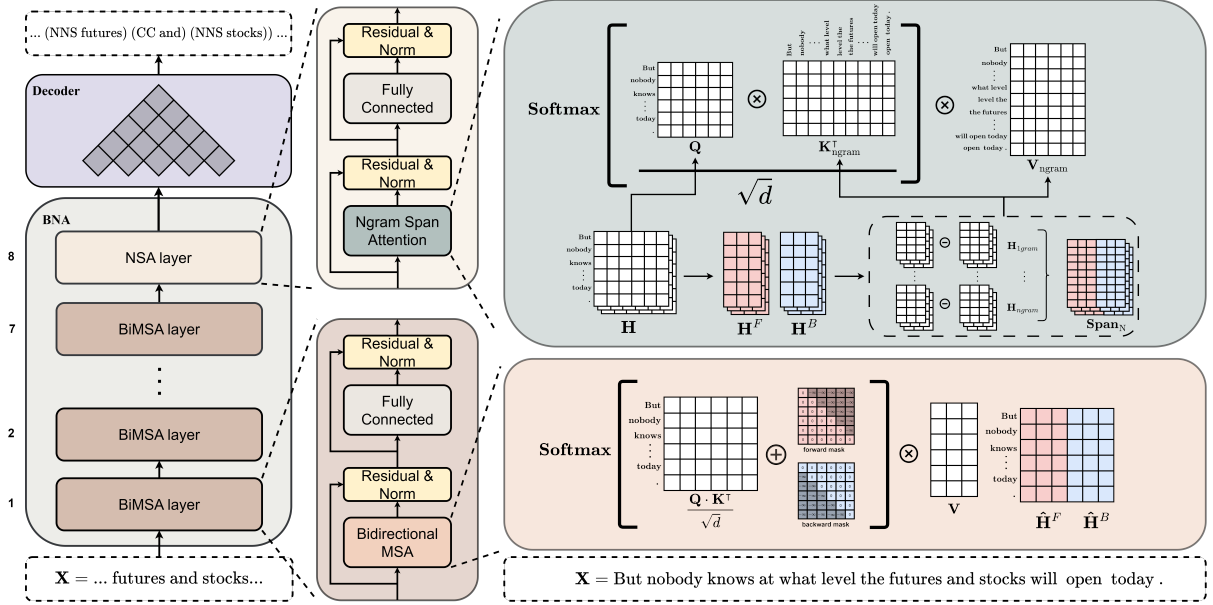 ... (NNS futures) (CC and) (NNS stocks)) ...
Decoder
BNA
8
NSA layer
7
BiMSA layer
⋮
2
BiMSA layer
1
BiMSA layer
X = ... futures and stocks...
Residual & Norm
Fully Connected
Residual & Norm
Ngram Span Attention
Residual & Norm
Fully Connected
Residual & Norm
Bidirectional MSA
Softmax
But
nobody
knows
⋮
today
.
Q
⊗
But
nobody
...
what level
level the
the futures
...
will open today
open today .
K⊺ngram
√d
⊗
But
nobody
⋮
what level
level the
the futures
⋮
will open today
open today .
Vngram
But
nobody
knows
⋮
today
.
H
H^F
H^B
⊖
H1gram
⋮
⊖
Hngram
SpanN
Softmax
But
nobody
knows
⋮
today
.
Q · K⊺
√d
⊕
forward mask
backward mask
⊗
V
But
nobody
knows
⋮
today
.
Ĥ^F
Ĥ^B
X = But nobody knows at what level the futures and stocks will open today .